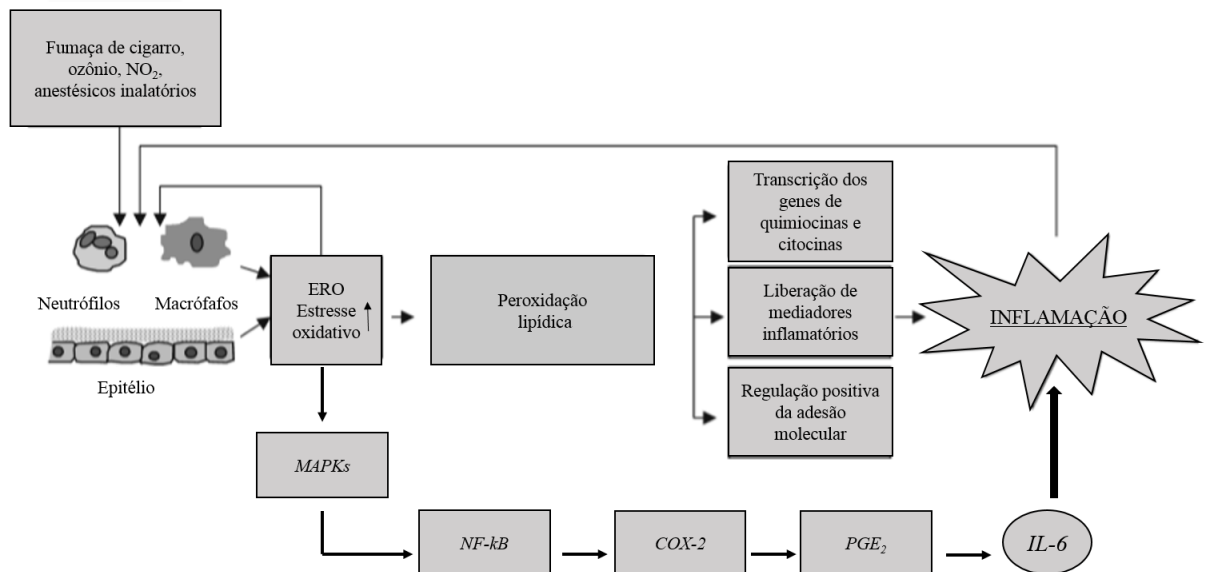 Fumaça de cigarro,
ozônio, NO₂,
anestésicos inalatórios
Neutrófilos
Macrófafos
Epitélio
ERO
Estresse
oxidativo
Peroxidação
lipídica
Transcrição dos
genes de
quimiocinas e
citocinas
Liberação de
mediadores
inflamatórios
Regulação positiva
da adesão
molecular
INFLAMAÇÃO
MAPKs
NF-kB
COX-2
PGE₂
IL-6